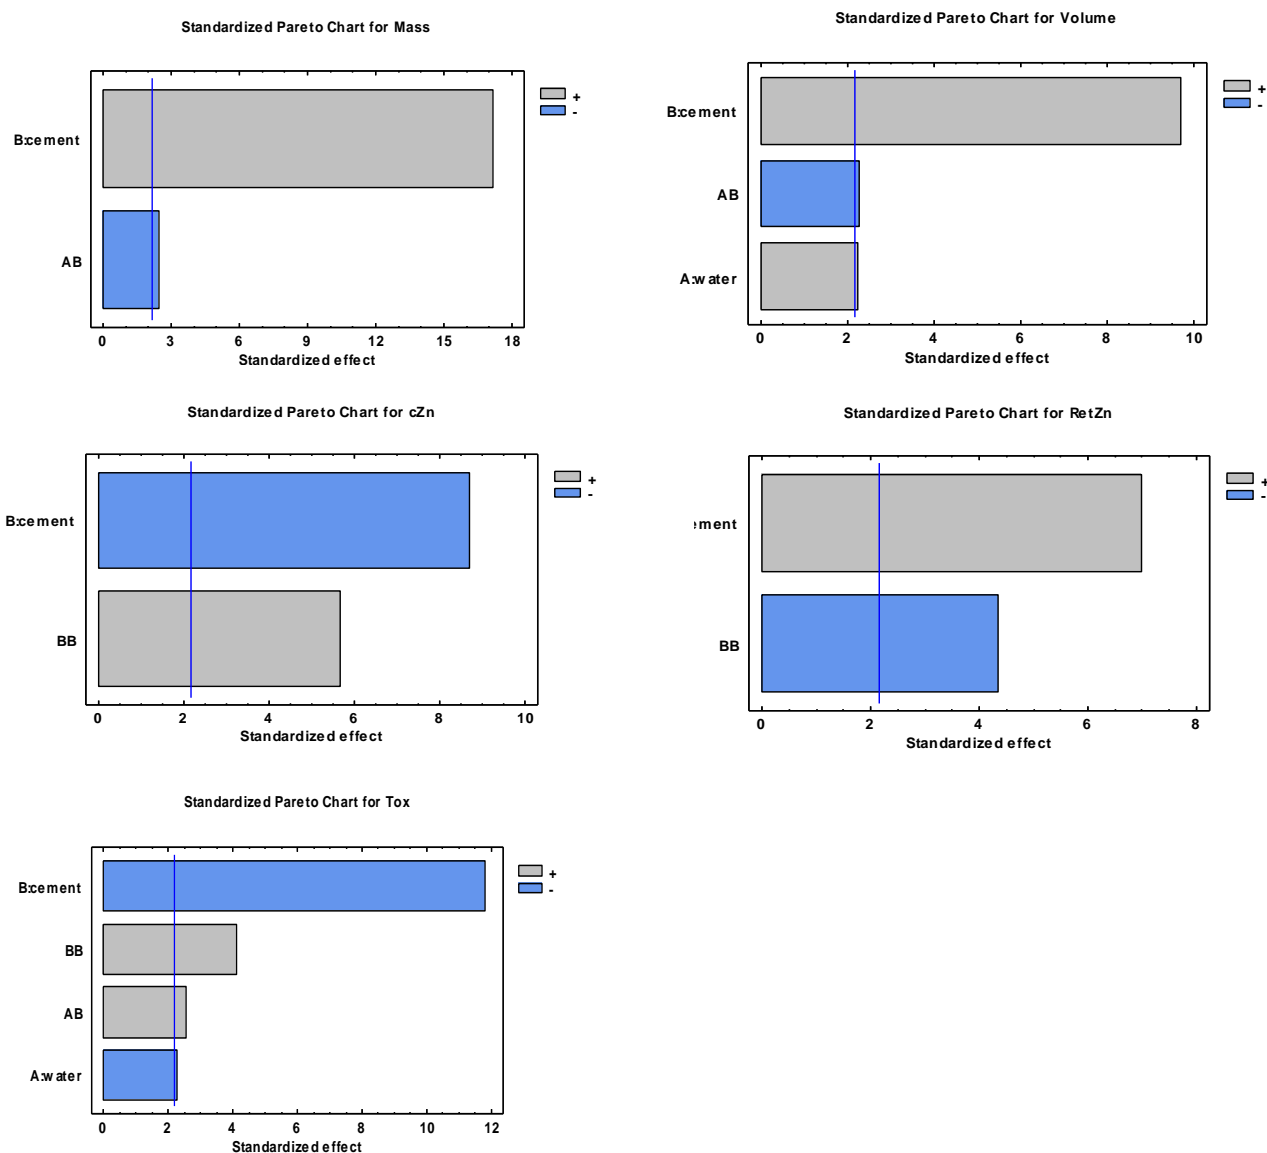 Standardized Pareto Chart for Mass
+
-
B:cement
AB
0 3 6 9 12 15 18
Standardized effect
Standardized Pareto Chart for Volume
+
-
B:cement
AB
A:water
0 2 4 6 8 10
Standardized effect
Standardized Pareto Chart for cZn
+
-
B:cement
BB
0 2 4 6 8 10
Standardized effect
Standardized Pareto Chart for RetZn
+
-
ement
BB
0 2 4 6 8
Standardized effect
Standardized Pareto Chart for Tox
+
-
B:cement
BB
AB
A:water
0 2 4 6 8 10 12
Standardized effect